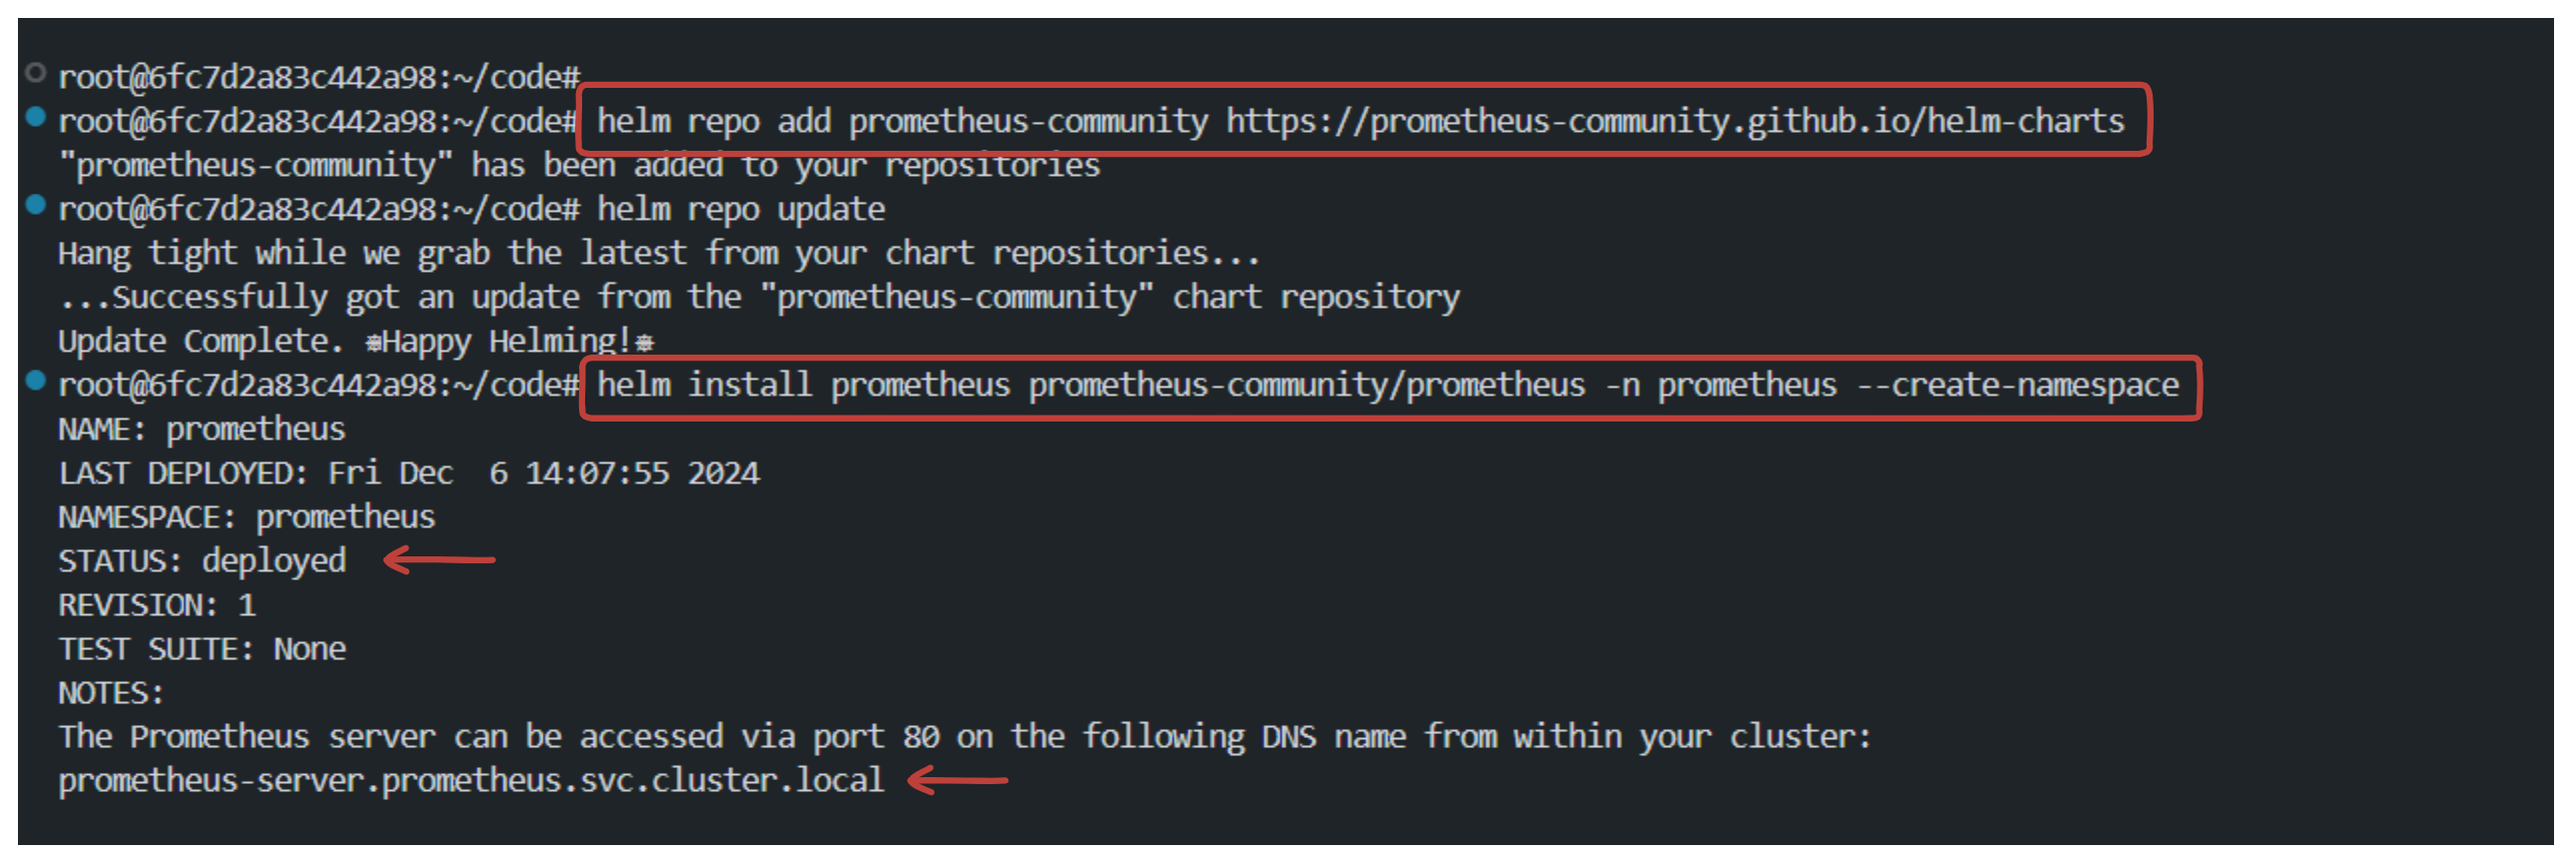 root@6fc7d2a83c442a98:~/code#
root@6fc7d2a83c442a98:~/code# helm repo add prometheus-community https://prometheus-community.github.io/helm-charts
"prometheus-community" has been added to your repositories
root@6fc7d2a83c442a98:~/code# helm repo update
Hang tight while we grab the latest from your chart repositories...
...Successfully got an update from the "prometheus-community" chart repository
Update Complete. ⎈Happy Helming!⎈
root@6fc7d2a83c442a98:~/code# helm install prometheus prometheus-community/prometheus -n prometheus --create-namespace
NAME: prometheus
LAST DEPLOYED: Fri Dec  6 14:07:55 2024
NAMESPACE: prometheus
STATUS: deployed
REVISION: 1
TEST SUITE: None
NOTES:
The Prometheus server can be accessed via port 80 on the following DNS name from within your cluster:
prometheus-server.prometheus.svc.cluster.local